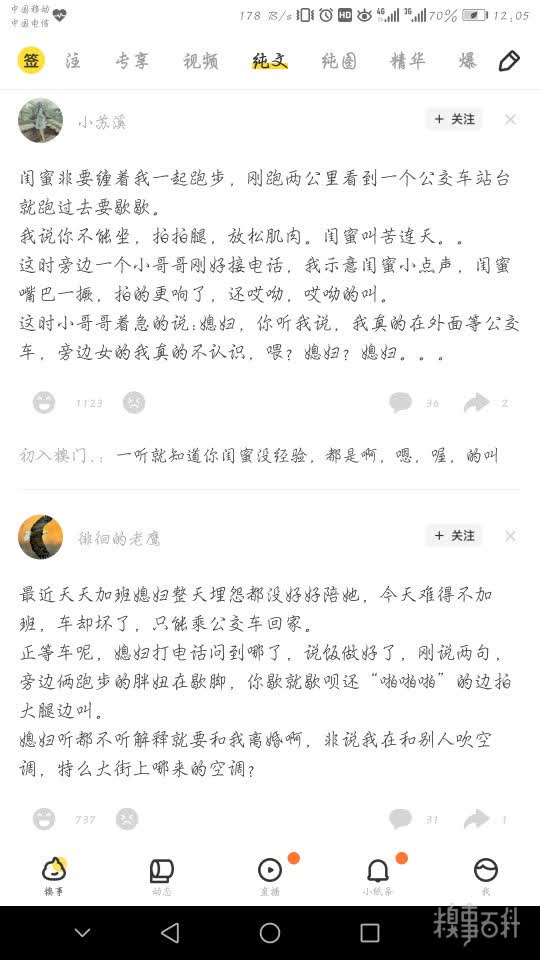 中国移动
中国电信
178 B/s HD 4G 3G 70% 12,05
签 注 专享 视频 纯文 纯图 精华 爆
小苏溪
+ 关注
闺蜜非要缠着我一起跑步，刚跑两公里看到一个公交车站台
就跑过去要歇歇。
我说你不能坐，拍拍腿，放松肌肉。闺蜜叫苦连天。。
这时旁边一个小哥哥刚好接电话，我示意闺蜜小点声，闺蜜
嘴巴一撅，拍的更响了，还哎呦，哎呦的叫。
这时小哥哥着急的说:媳妇，你听我说，我真的在外面等公交
车，旁边女的我真的不认识，喂？媳妇？媳妇。。。
1123 36 2
初入糗门.：一听就知道你闺蜜没经验，都是啊，嗯，喔，的叫
徘徊的老鹰
+ 关注
最近天天加班媳妇整天埋怨都没好好陪她，今天难得不加
班，车却坏了，只能乘公交车回家。
正等车呢，媳妇打电话问到哪了，说饭做好了，刚说两句，
旁边俩跑步的胖妞在歇脚，你歇就歇呗还“啪啪啪”的边拍
大腿边叫。
媳妇听都不听解释就要和我离婚啊，非说我在和别人吹空
调，特么大街上哪来的空调？
737 31 1
糗事 动态 直播 小纸条 我
糗事百科